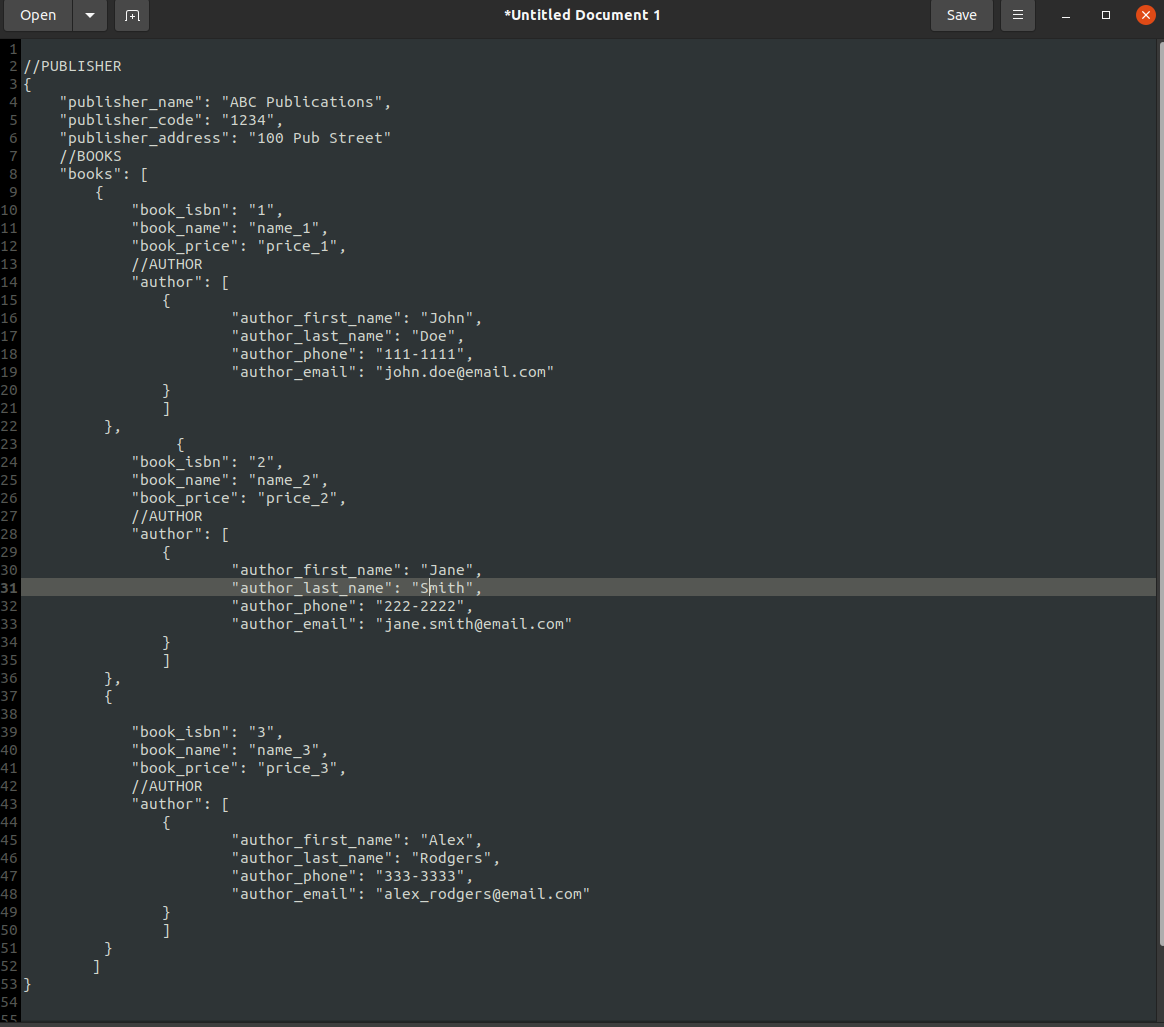 Open
*Untitled Document 1
Save
1
2 //PUBLISHER
3 {
4     "publisher_name": "ABC Publications",
5     "publisher_code": "1234",
6     "publisher_address": "100 Pub Street"
7     //BOOKS
8     "books": [
9         {
10             "book_isbn": "1",
11             "book_name": "name_1",
12             "book_price": "price_1",
13             //AUTHOR
14             "author": [
15                 {
16                        "author_first_name": "John",
17                        "author_last_name": "Doe",
18                        "author_phone": "111-1111",
19                        "author_email": "john.doe@email.com"
20                 }
21                 ]
22          },
23                  {
24             "book_isbn": "2",
25             "book_name": "name_2",
26             "book_price": "price_2",
27             //AUTHOR
28             "author": [
29                 {
30                        "author_first_name": "Jane",
31                        "author_last_name": "Smith",
32                        "author_phone": "222-2222",
33                        "author_email": "jane.smith@email.com"
34                 }
35                 ]
36          },
37          {
38
39             "book_isbn": "3",
40             "book_name": "name_3",
41             "book_price": "price_3",
42             //AUTHOR
43             "author": [
44                 {
45                        "author_first_name": "Alex",
46                        "author_last_name": "Rodgers",
47                        "author_phone": "333-3333",
48                        "author_email": "alex_rodgers@email.com"
49                 }
50                 ]
51          }
52         ]
53 }
54
55